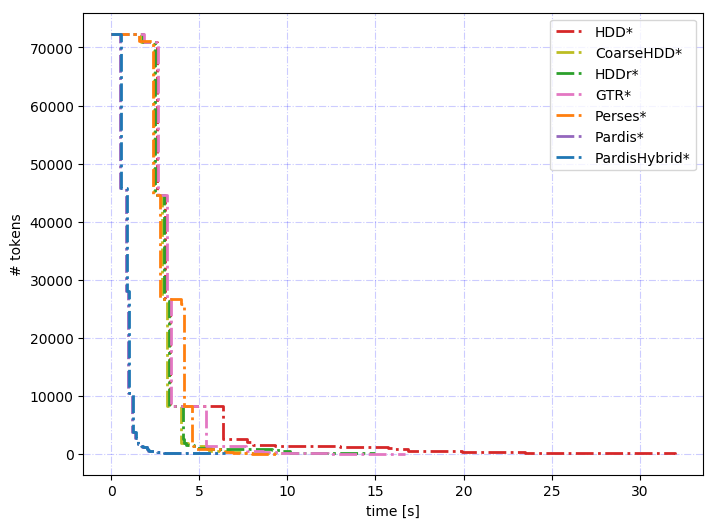 HDD*
CoarseHDD*
HDDr*
GTR*
Perses*
Pardis*
PardisHybrid*
70000
60000
50000
40000
30000
20000
10000
0
# tokens
0 5 10 15 20 25 30
time [s]